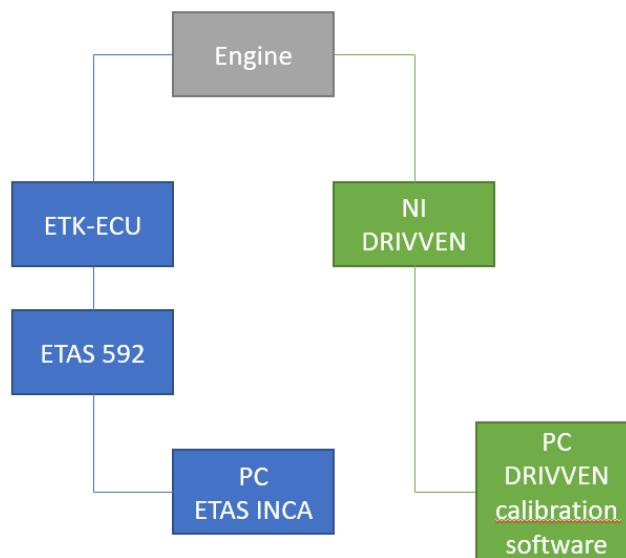 Engine
ETK-ECU
NI
DRIVVEN
ETAS 592
PC
ETAS INCA
PC
DRIVVEN
calibration
software